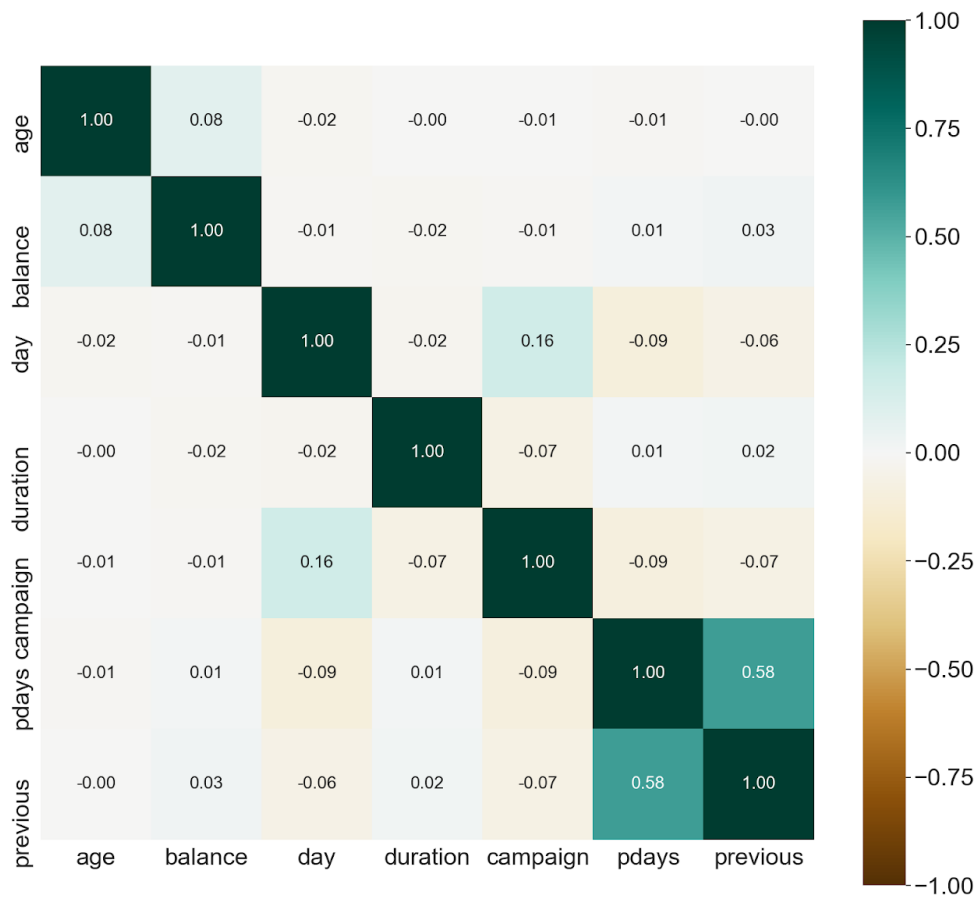 1.00
age 1.00 0.08 -0.02 -0.00 -0.01 -0.01 -0.00
0.75
balance 0.08 1.00 -0.01 -0.02 -0.01 0.01 0.03
0.50
day -0.02 -0.01 1.00 -0.02 0.16 -0.09 -0.06
0.25
duration -0.00 -0.02 -0.02 1.00 -0.07 0.01 0.02
0.00
campaign -0.01 -0.01 0.16 -0.07 1.00 -0.09 -0.07
−0.25
pdays -0.01 0.01 -0.09 0.01 -0.09 1.00 0.58
−0.50
previous -0.00 0.03 -0.06 0.02 -0.07 0.58 1.00
−0.75
age balance day duration campaign pdays previous
−1.00